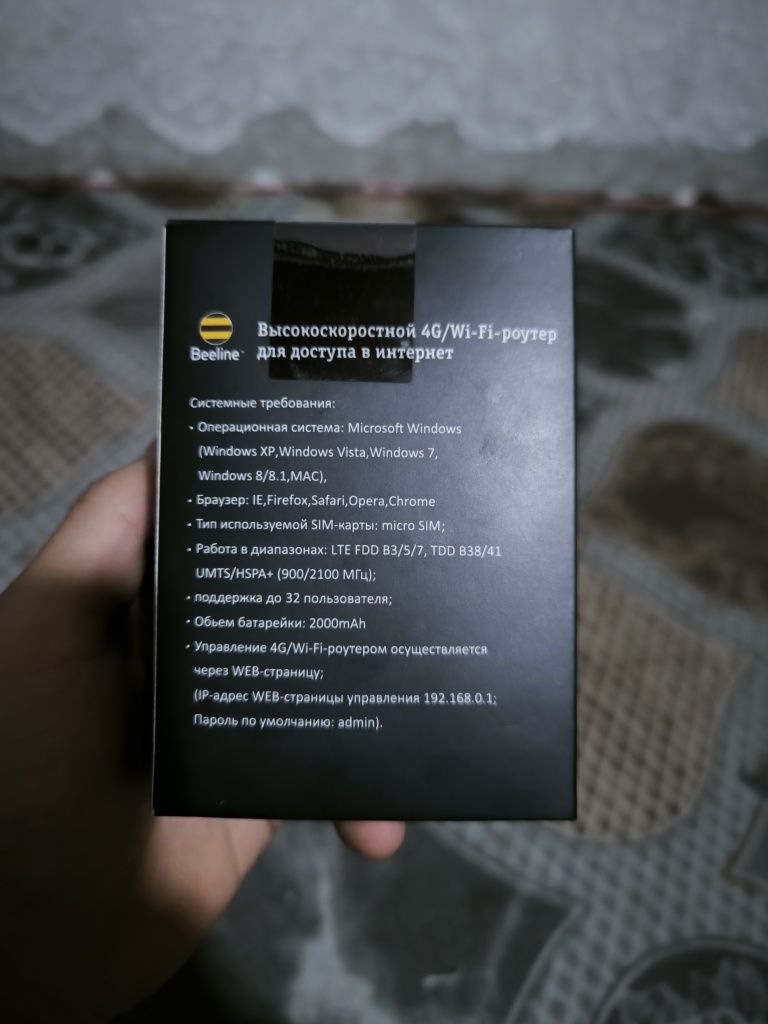 Beeline
Высокоскоростной 4G/Wi-Fi-роутер
для доступа в интернет
Системные требования:
• Операционная система: Microsoft Windows
(Windows XP,Windows Vista,Windows 7,
Windows 8/8.1,MAC),
• Браузер: IE,Firefox,Safari,Opera,Chrome
• Тип используемой SIM-карты: micro SIM;
• Работа в диапазонах: LTE FDD B3/5/7, TDD B38/41
UMTS/HSPA+ (900/2100 МГц);
• поддержка до 32 пользователя;
• Обьем батарейки: 2000mAh
• Управление 4G/Wi-Fi-роутером осуществляется
через WEB-страницу;
(IP-адрес WEB-страницы управления 192.168.0.1;
Пароль по умолчанию: admin).